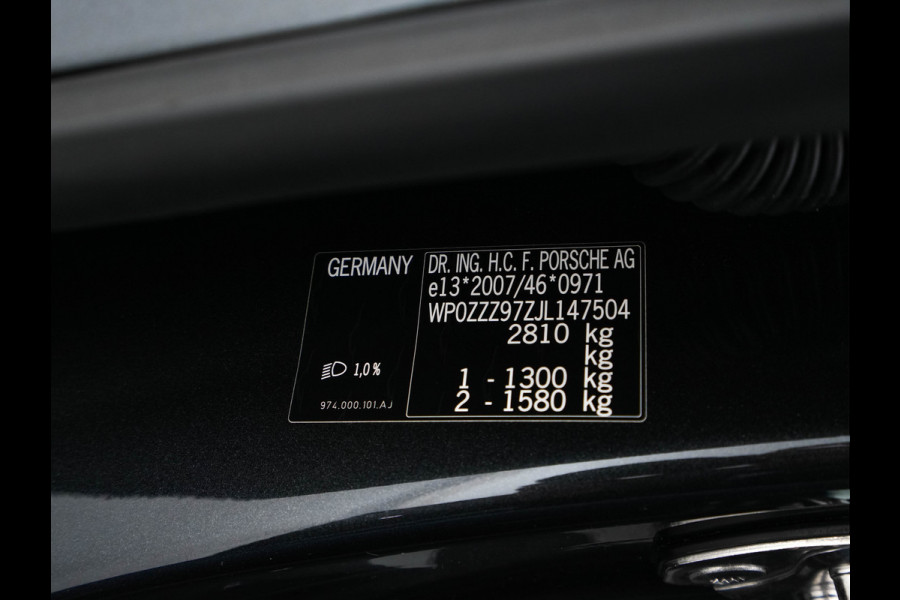 GERMANY
DR. ING. H.C. F. PORSCHE AG
e13*2007/46*0971
WP0ZZZ97ZJL147504
2810 kg
kg
1 - 1300 kg
2 - 1580 kg
1,0%
974.000.101.AJ